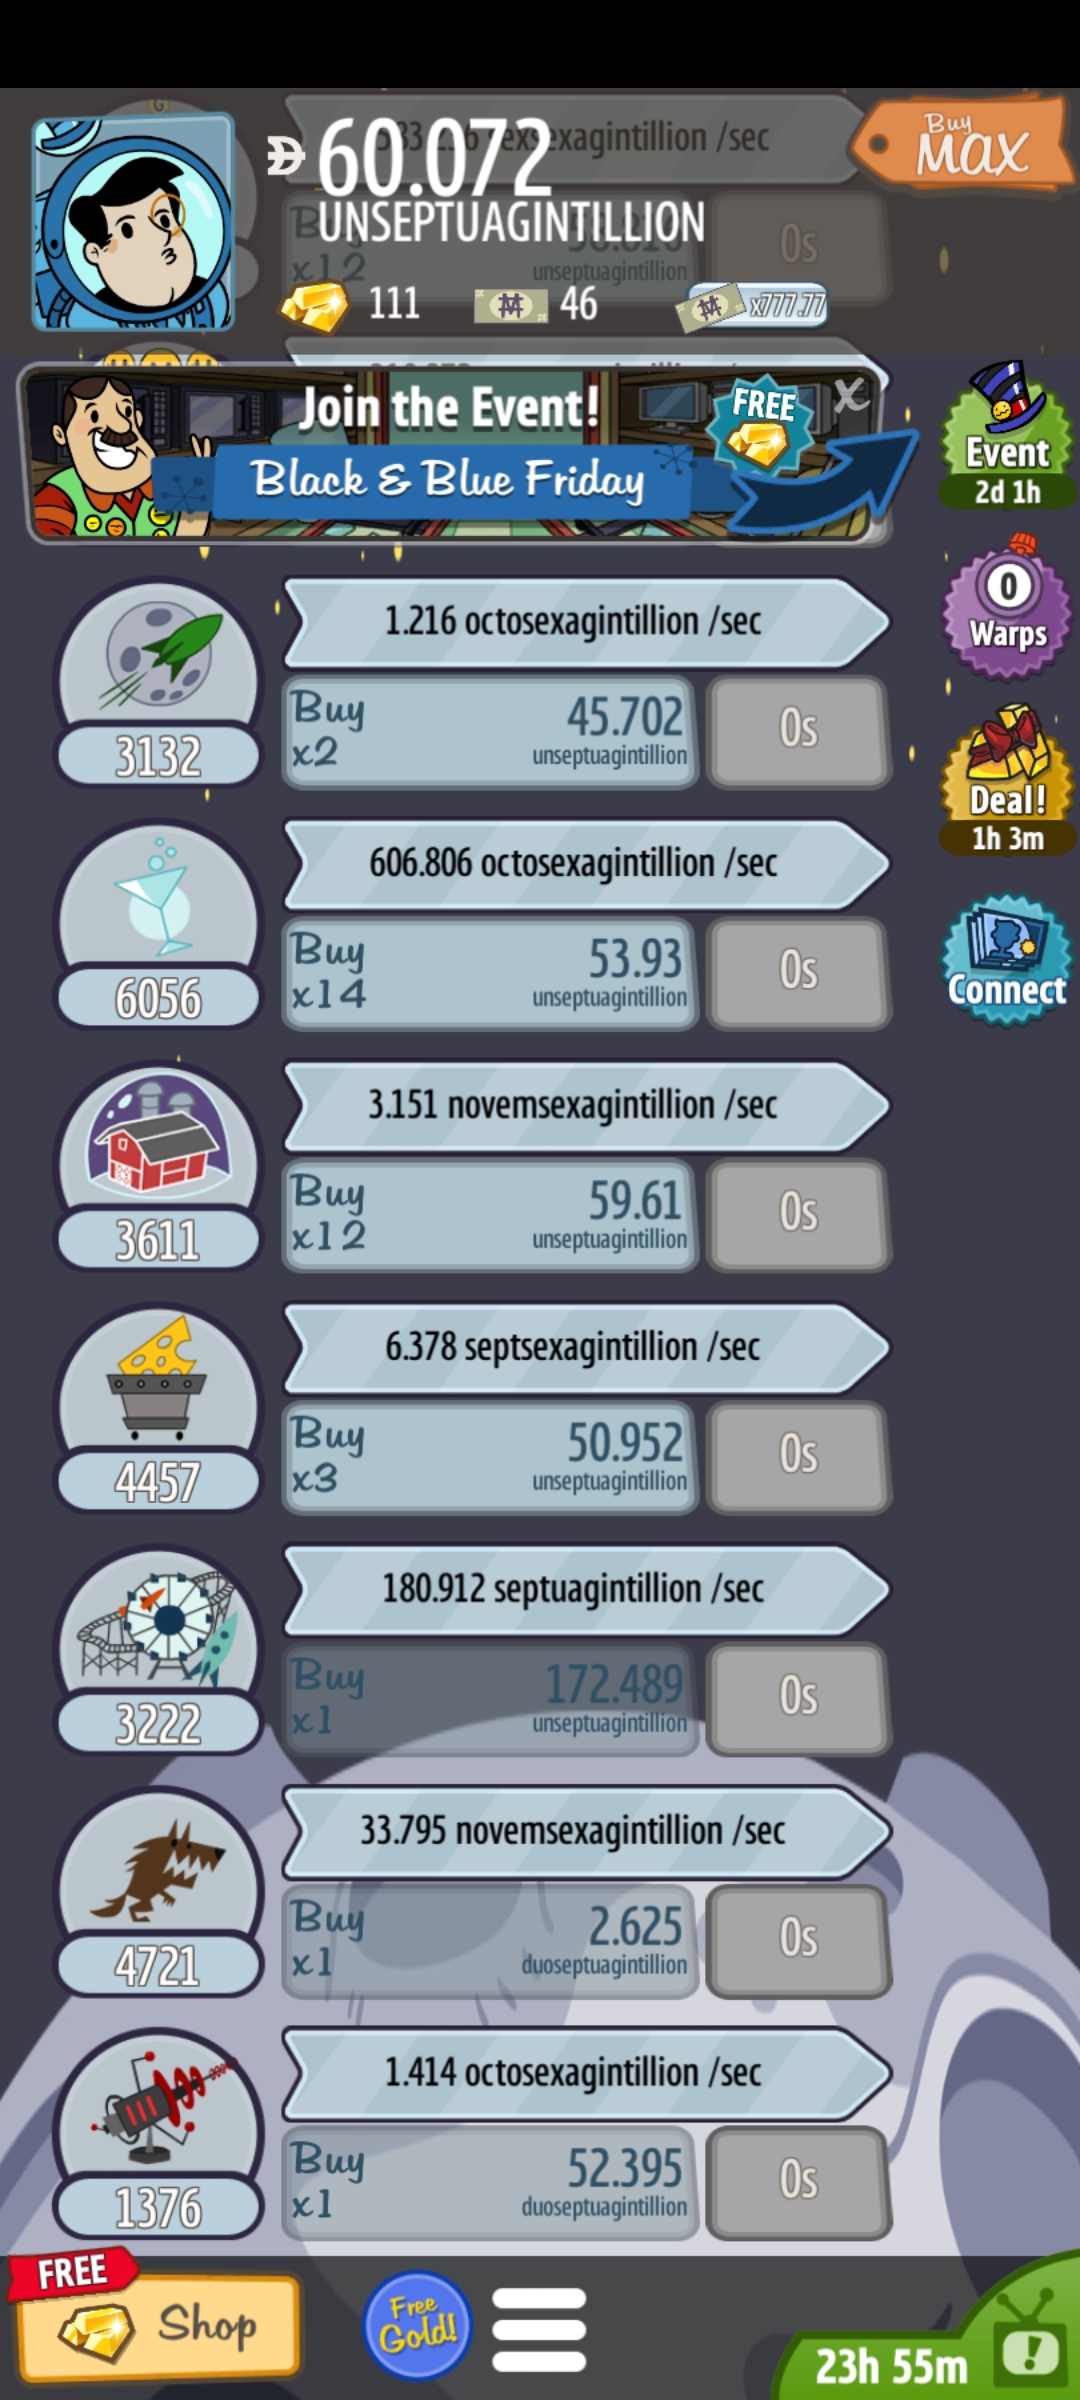 60.072
UNSEPTUAGINTILLION
111
46
x777.77
Buy
MAX
/sec
Buy
x12
unseptuagintillion
0s
Join the Event!
Black & Blue Friday
FREE
X
Event
2d 1h
0
Warps
Deal!
1h 3m
Connect
1.216 octosexagintillion /sec
3132
Buy
x2
45.702
unseptuagintillion
0s
606.806 octosexagintillion /sec
6056
Buy
x14
53.93
unseptuagintillion
0s
3.151 novemsexagintillion /sec
3611
Buy
x12
59.61
unseptuagintillion
0s
6.378 septsexagintillion /sec
4457
Buy
x3
50.952
unseptuagintillion
0s
180.912 septuagintillion /sec
3222
Buy
x1
172.489
unseptuagintillion
0s
33.795 novemsexagintillion /sec
4721
Buy
x1
2.625
duoseptuagintillion
0s
1.414 octosexagintillion /sec
1376
Buy
x1
52.395
duoseptuagintillion
0s
FREE
Shop
Free
Gold!
23h 55m